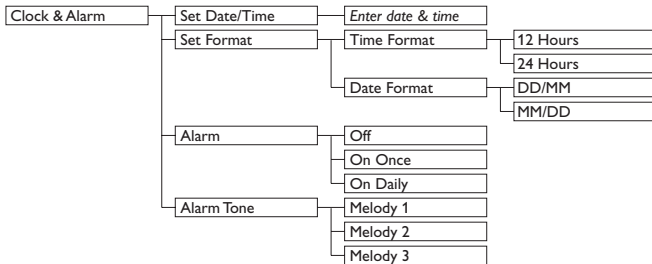 Clock & Alarm
Set Date/Time
Enter date & time
Set Format
Time Format
12 Hours
24 Hours
Date Format
DD/MM
MM/DD
Alarm
Off
On Once
On Daily
Alarm Tone
Melody 1
Melody 2
Melody 3